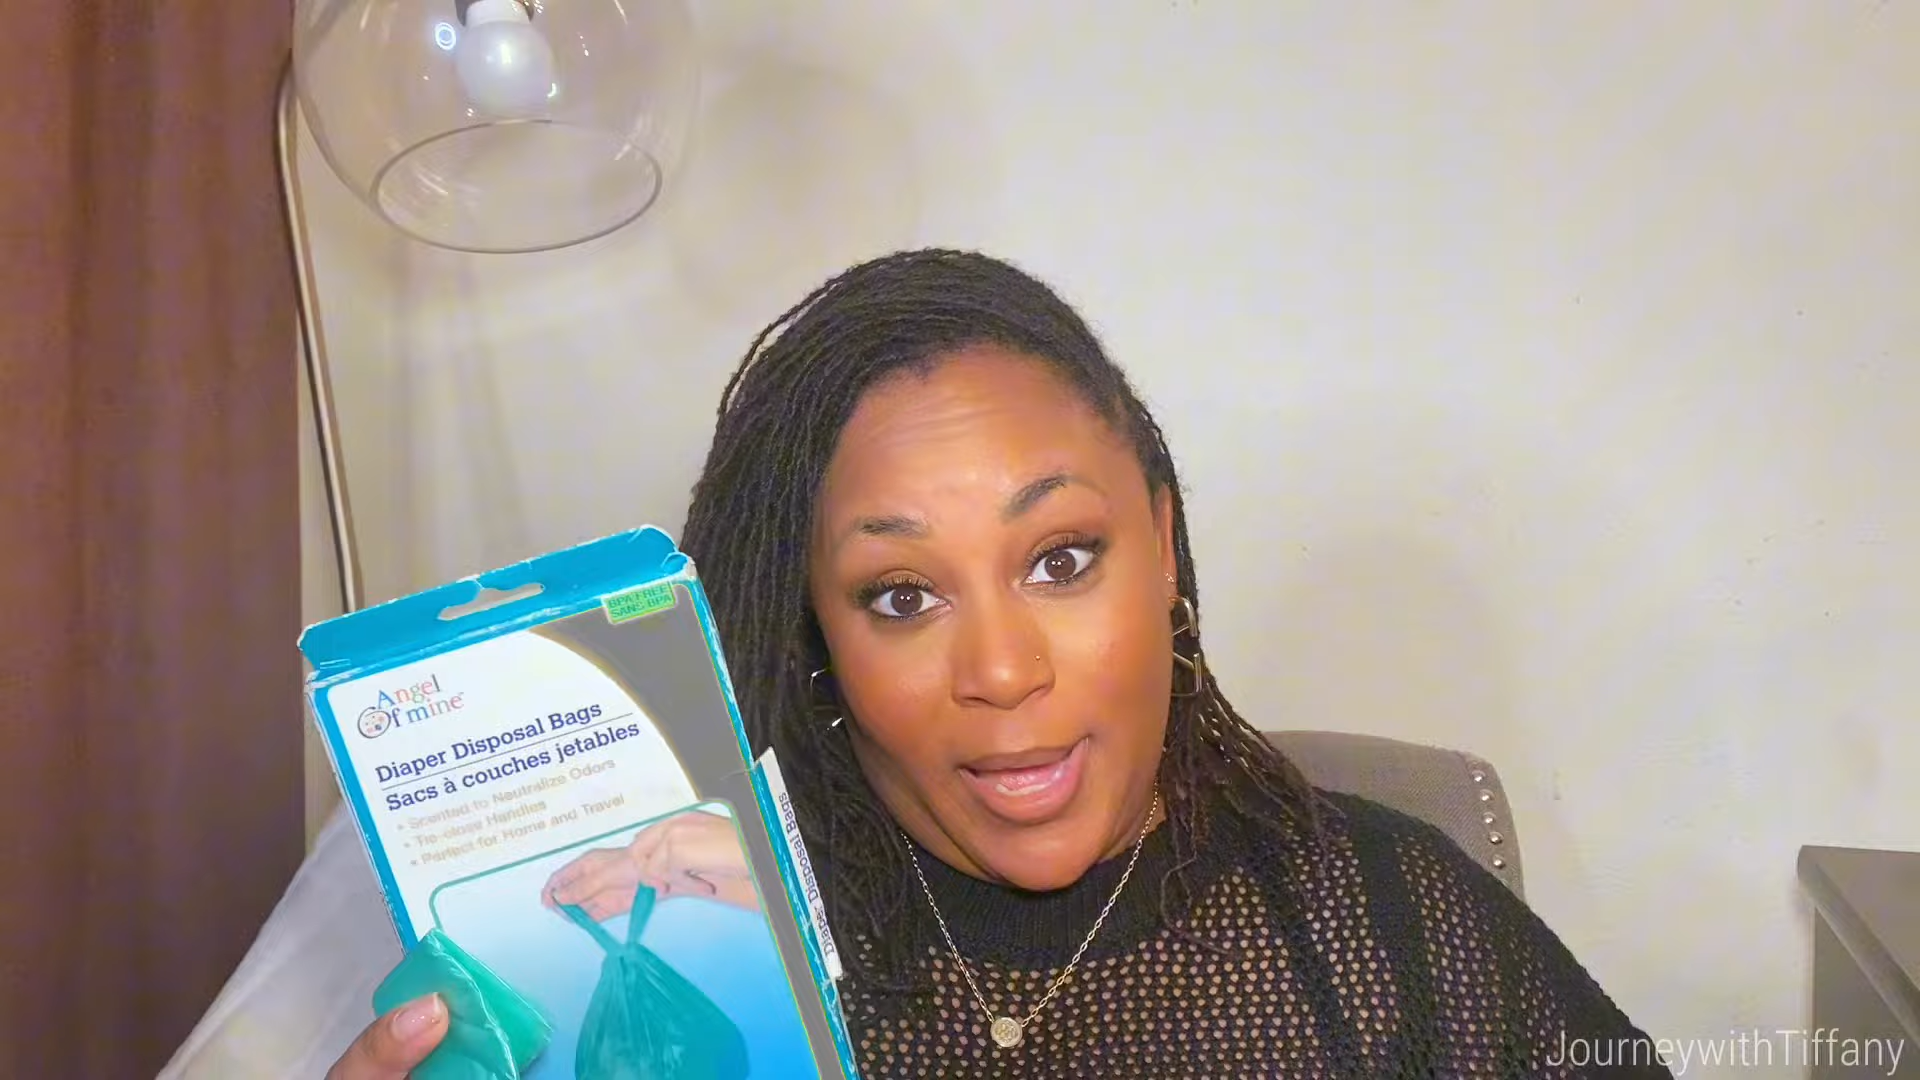 BPA FREE
SANS BPA
Angel
Of mine
Diaper Disposal Bags
Sacs à couches jetables
• Scented to Neutralize Odors
• Tie-close Handles
• Perfect for Home and Travel
Diaper Disposal Bags
JourneywithTiffany